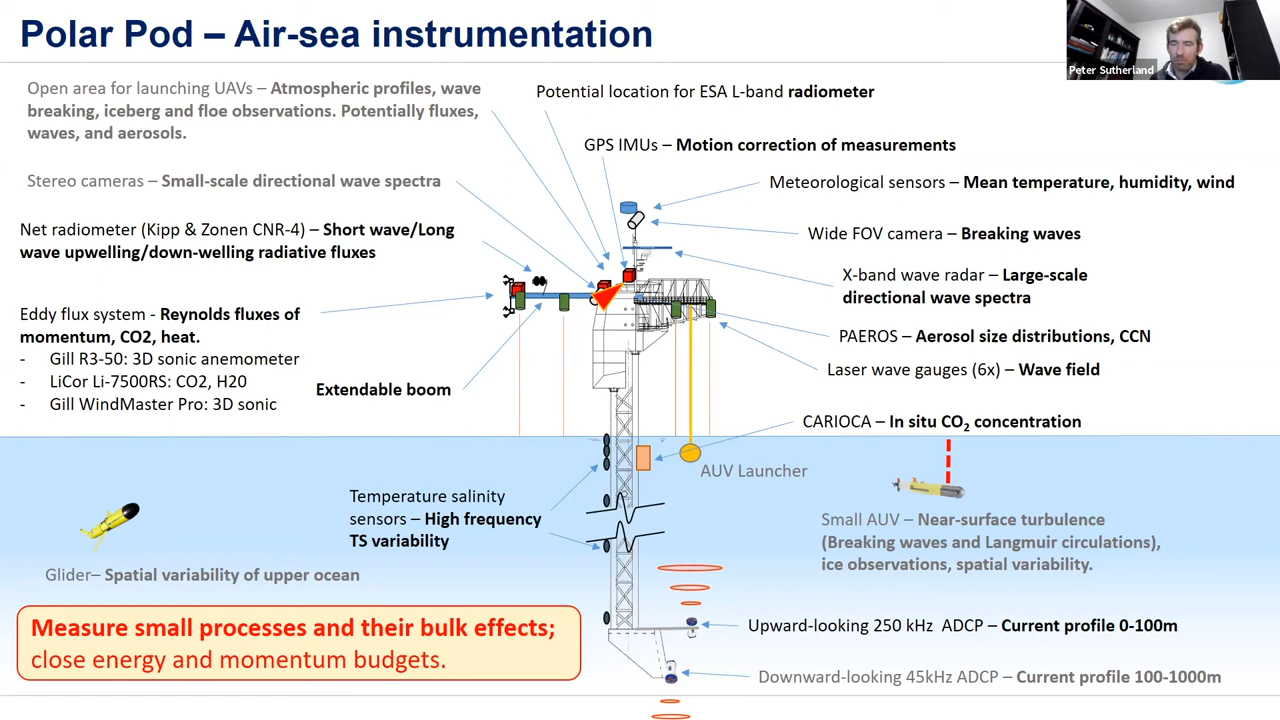 Polar Pod – Air-sea instrumentation
Peter Sutherland
Open area for launching UAVs – Atmospheric profiles, wave
breaking, iceberg and floe observations. Potentially fluxes,
waves, and aerosols.
Stereo cameras – Small-scale directional wave spectra
Net radiometer (Kipp & Zonen CNR-4) – Short wave/Long
wave upwelling/down-welling radiative fluxes
Eddy flux system - Reynolds fluxes of
momentum, CO2, heat.
- Gill R3-50: 3D sonic anemometer
- LiCor Li-7500RS: CO2, H20
- Gill WindMaster Pro: 3D sonic
Extendable boom
Potential location for ESA L-band radiometer
GPS IMUs – Motion correction of measurements
Meteorological sensors – Mean temperature, humidity, wind
Wide FOV camera – Breaking waves
X-band wave radar – Large-scale
directional wave spectra
PAEROS – Aerosol size distributions, CCN
Laser wave gauges (6x) – Wave field
CARIOCA – In situ CO2 concentration
AUV Launcher
Temperature salinity
sensors – High frequency
TS variability
Small AUV – Near-surface turbulence
(Breaking waves and Langmuir circulations),
ice observations, spatial variability.
Glider– Spatial variability of upper ocean
Measure small processes and their bulk effects;
close energy and momentum budgets.
Upward-looking 250 kHz ADCP – Current profile 0-100m
Downward-looking 45kHz ADCP – Current profile 100-1000m